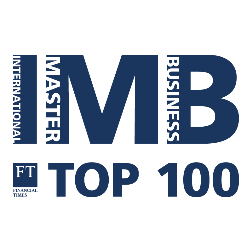 IMB
INTERNATIONAL
MASTER
BUSINESS
FT
FINANCIAL
TIMES
TOP 100